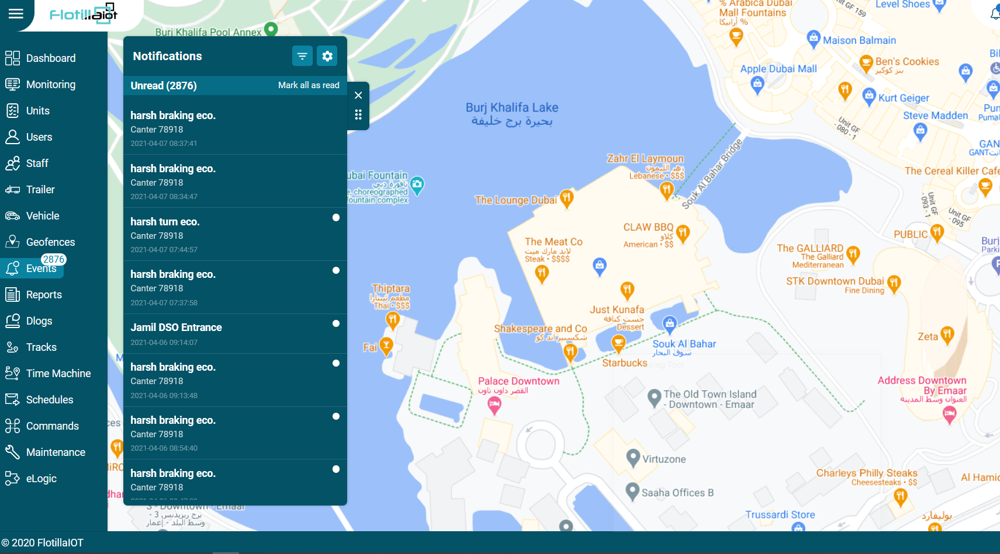 Flotillaiot
Dashboard
Monitoring
Units
Users
Staff
Trailer
Vehicle
Geofences
2876
Events
Reports
Dlogs
Tracks
Time Machine
Schedules
Commands
Maintenance
eLogic
Notifications
Unread (2876)
Mark all as read
harsh braking eco.
Canter 78918
2021-04-07 08:37:41
harsh braking eco.
Canter 78918
2021-04-07 08:34:47
harsh turn eco.
Canter 78918
2021-04-07 07:44:57
harsh braking eco.
Canter 78918
2021-04-07 07:37:58
Jamil DSO Entrance
2021-04-06 09:14:07
harsh braking eco.
Canter 78918
2021-04-06 09:13:48
harsh braking eco.
Canter 78918
2021-04-06 08:54:40
harsh braking eco.
Canter 78918
Burj Khalifa Pool Annex
% Arabica Dubai
Mall Fountains
% أرابيكا
Unit GF 159
Level Shoes
Maison Balmain
Ben's Cookies
بنز كوكيز
Apple Dubai Mall
Kurt Geiger
Steve Madden
Unit GF
- 080 - 1
Burj Khalifa Lake
بحيرة برج خليفة
Souk Al Bahar Bridge
Zahr El Laymoun
زهر الليمون
Lebanese • $$$
ubai Fountain
نافورة دبي
e, choreographed
fountain complex
The Lounge Dubai
CLAW BBQ
كلاو
American • $$
The Meat Co
لاند مارك ميت
Steak • $$$$
The Cereal Killer Cafe
Unit GF
- 093 - 1
Unit GF
- 095
PUBLIC
The GALLIARD
The Galliard
Mediterranean
STK Downtown Dubai
Fine Dining
Thiptara
مطعم ثيبتارا
Thai • $$$
Fai
Just Kunafa
جست كنافة
Dessert
Shakespeare and Co
شكسبير اند كو
Souk Al Bahar
سوق البحار
Starbucks
Zeta
Palace Downtown
القصر داون تاون
The Old Town Island
- Downtown - Emaar
Address Downtown
By Emaar
العنوان وسط المدينة
Virtuzone
Charleys Philly Steaks
Cheesesteaks • $$
Saaha Offices B
Trussardi Store
بوليفارد
3 - Downtown - Emaar
برج ريزيدنس 3 -
وسط البلد - إعمار
© 2020 FlotillaIOT